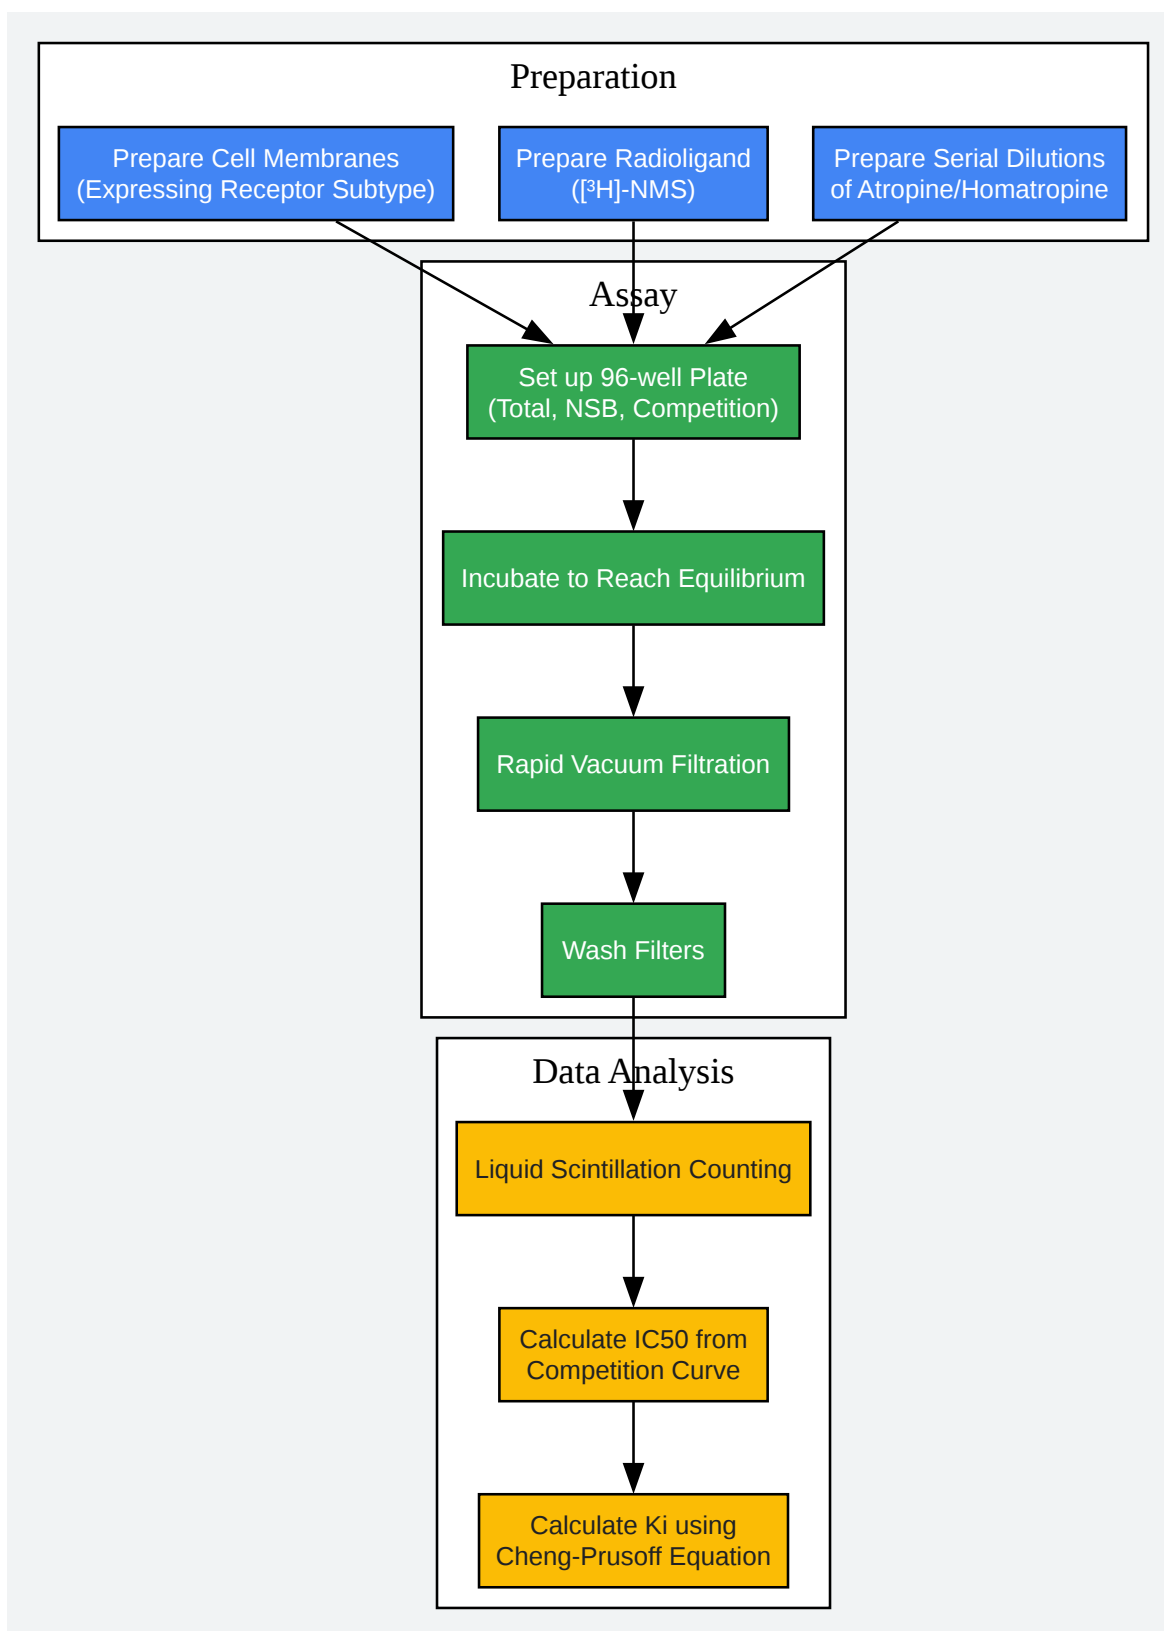 Preparation
Prepare Cell Membranes
(Expressing Receptor Subtype)
Prepare Radioligand
([³H]-NMS)
Prepare Serial Dilutions
of Atropine/Homatropine
Assay
Set up 96-well Plate
(Total, NSB, Competition)
Incubate to Reach Equilibrium
Rapid Vacuum Filtration
Wash Filters
Data Analysis
Liquid Scintillation Counting
Calculate IC50 from
Competition Curve
Calculate Ki using
Cheng-Prusoff Equation